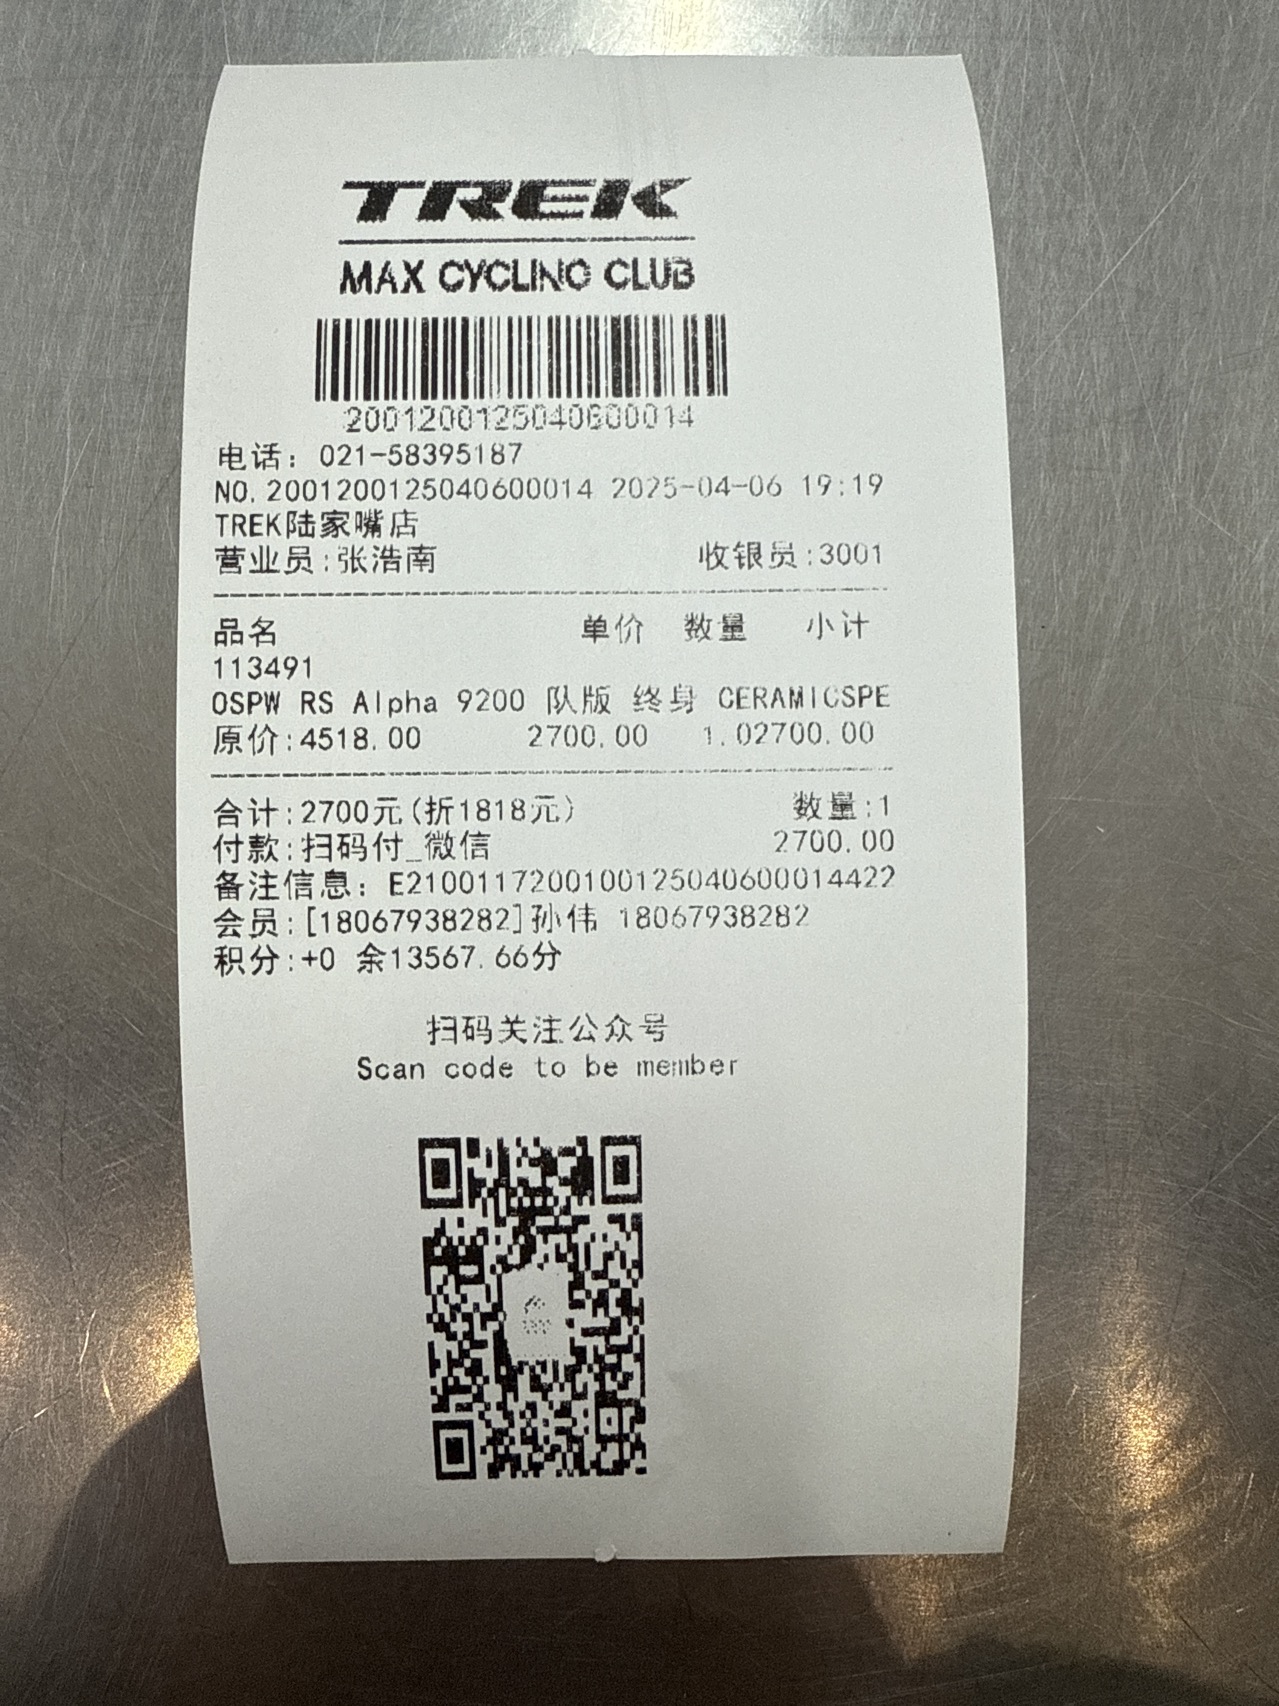 TREK
MAX CYCLING CLUB
2001200125040600014
电话：021-58395187
NO.2001200125040600014 2025-04-06 19:19
TREK陆家嘴店
营业员:张浩南 收银员:3001
品名 单价 数量 小计
113491
OSPW RS Alpha 9200 队版 终身 CERAMICSPE
原价:4518.00 2700.00 1.02700.00
合计:2700元(折1818元) 数量:1
付款:扫码付_微信 2700.00
备注信息：E2100117200100125040600014422
会员:[18067938282]孙伟 18067938282
积分:+0 余13567.66分
扫码关注公众号
Scan code to be member